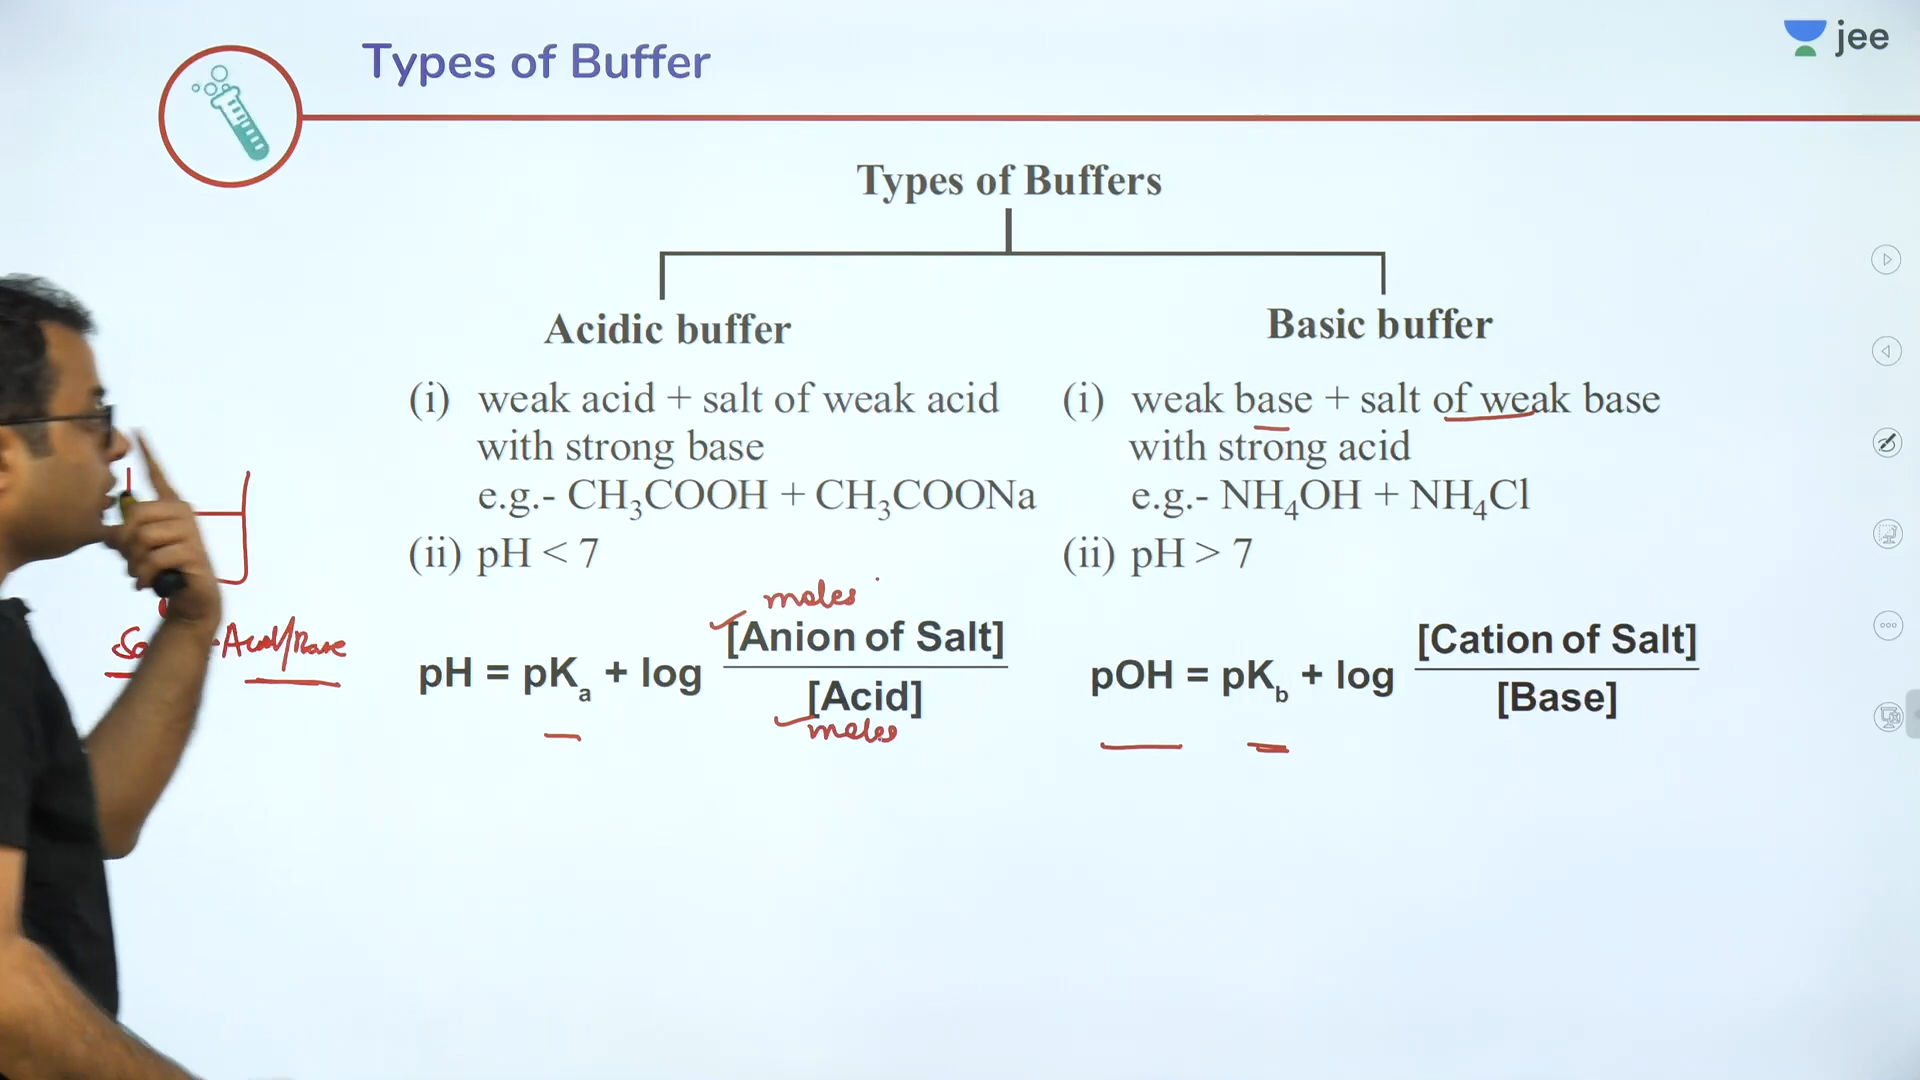 Types of Buffer
jee
Types of Buffers
Acidic buffer
(i) weak acid + salt of weak acid
with strong base
e.g.- CH₃COOH + CH₃COONa
(ii) pH < 7
moles
pH = pKₐ + log [Anion of Salt] / [Acid]
moles
Basic buffer
(i) weak base + salt of weak base
with strong acid
e.g.- NH₄OH + NH₄Cl
(ii) pH > 7
pOH = pK_b + log [Cation of Salt] / [Base]
Acid/Base